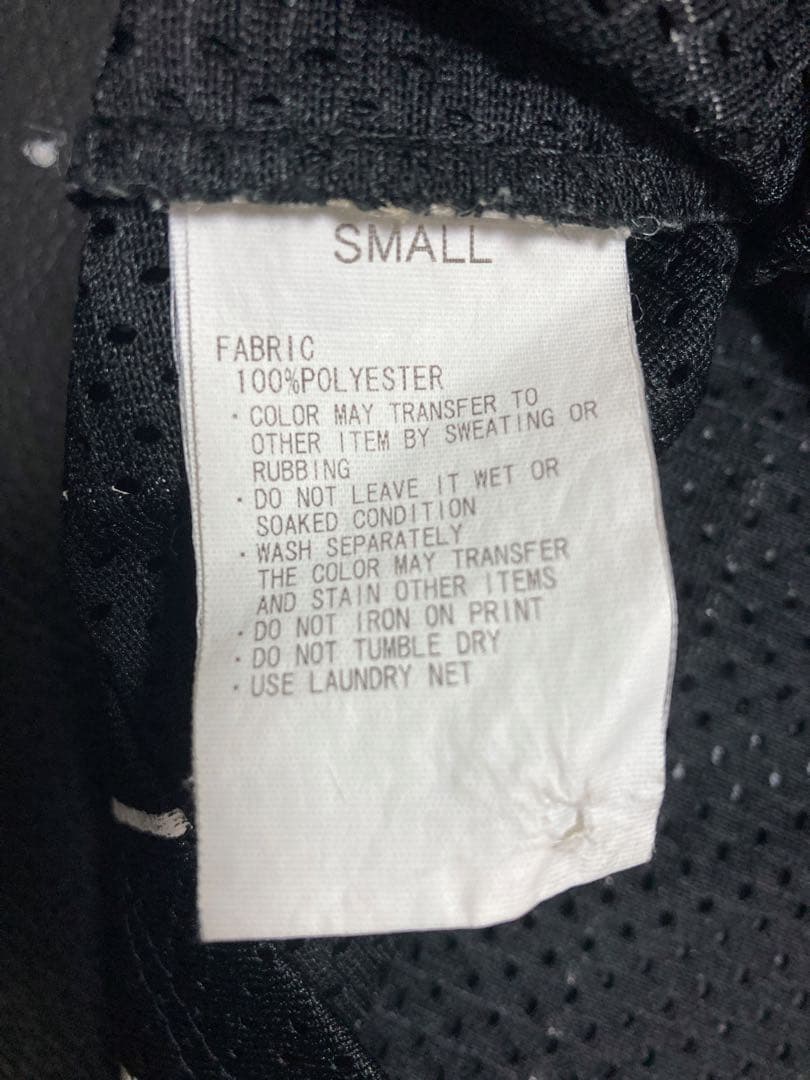 SMALL
FABRIC
100%POLYESTER
・COLOR MAY TRANSFER TO
OTHER ITEM BY SWEATING OR
RUBBING
・DO NOT LEAVE IT WET OR
SOAKED CONDITION
・WASH SEPARATELY
THE COLOR MAY TRANSFER
AND STAIN OTHER ITEMS
・DO NOT IRON ON PRINT
・DO NOT TUMBLE DRY
・USE LAUNDRY NET